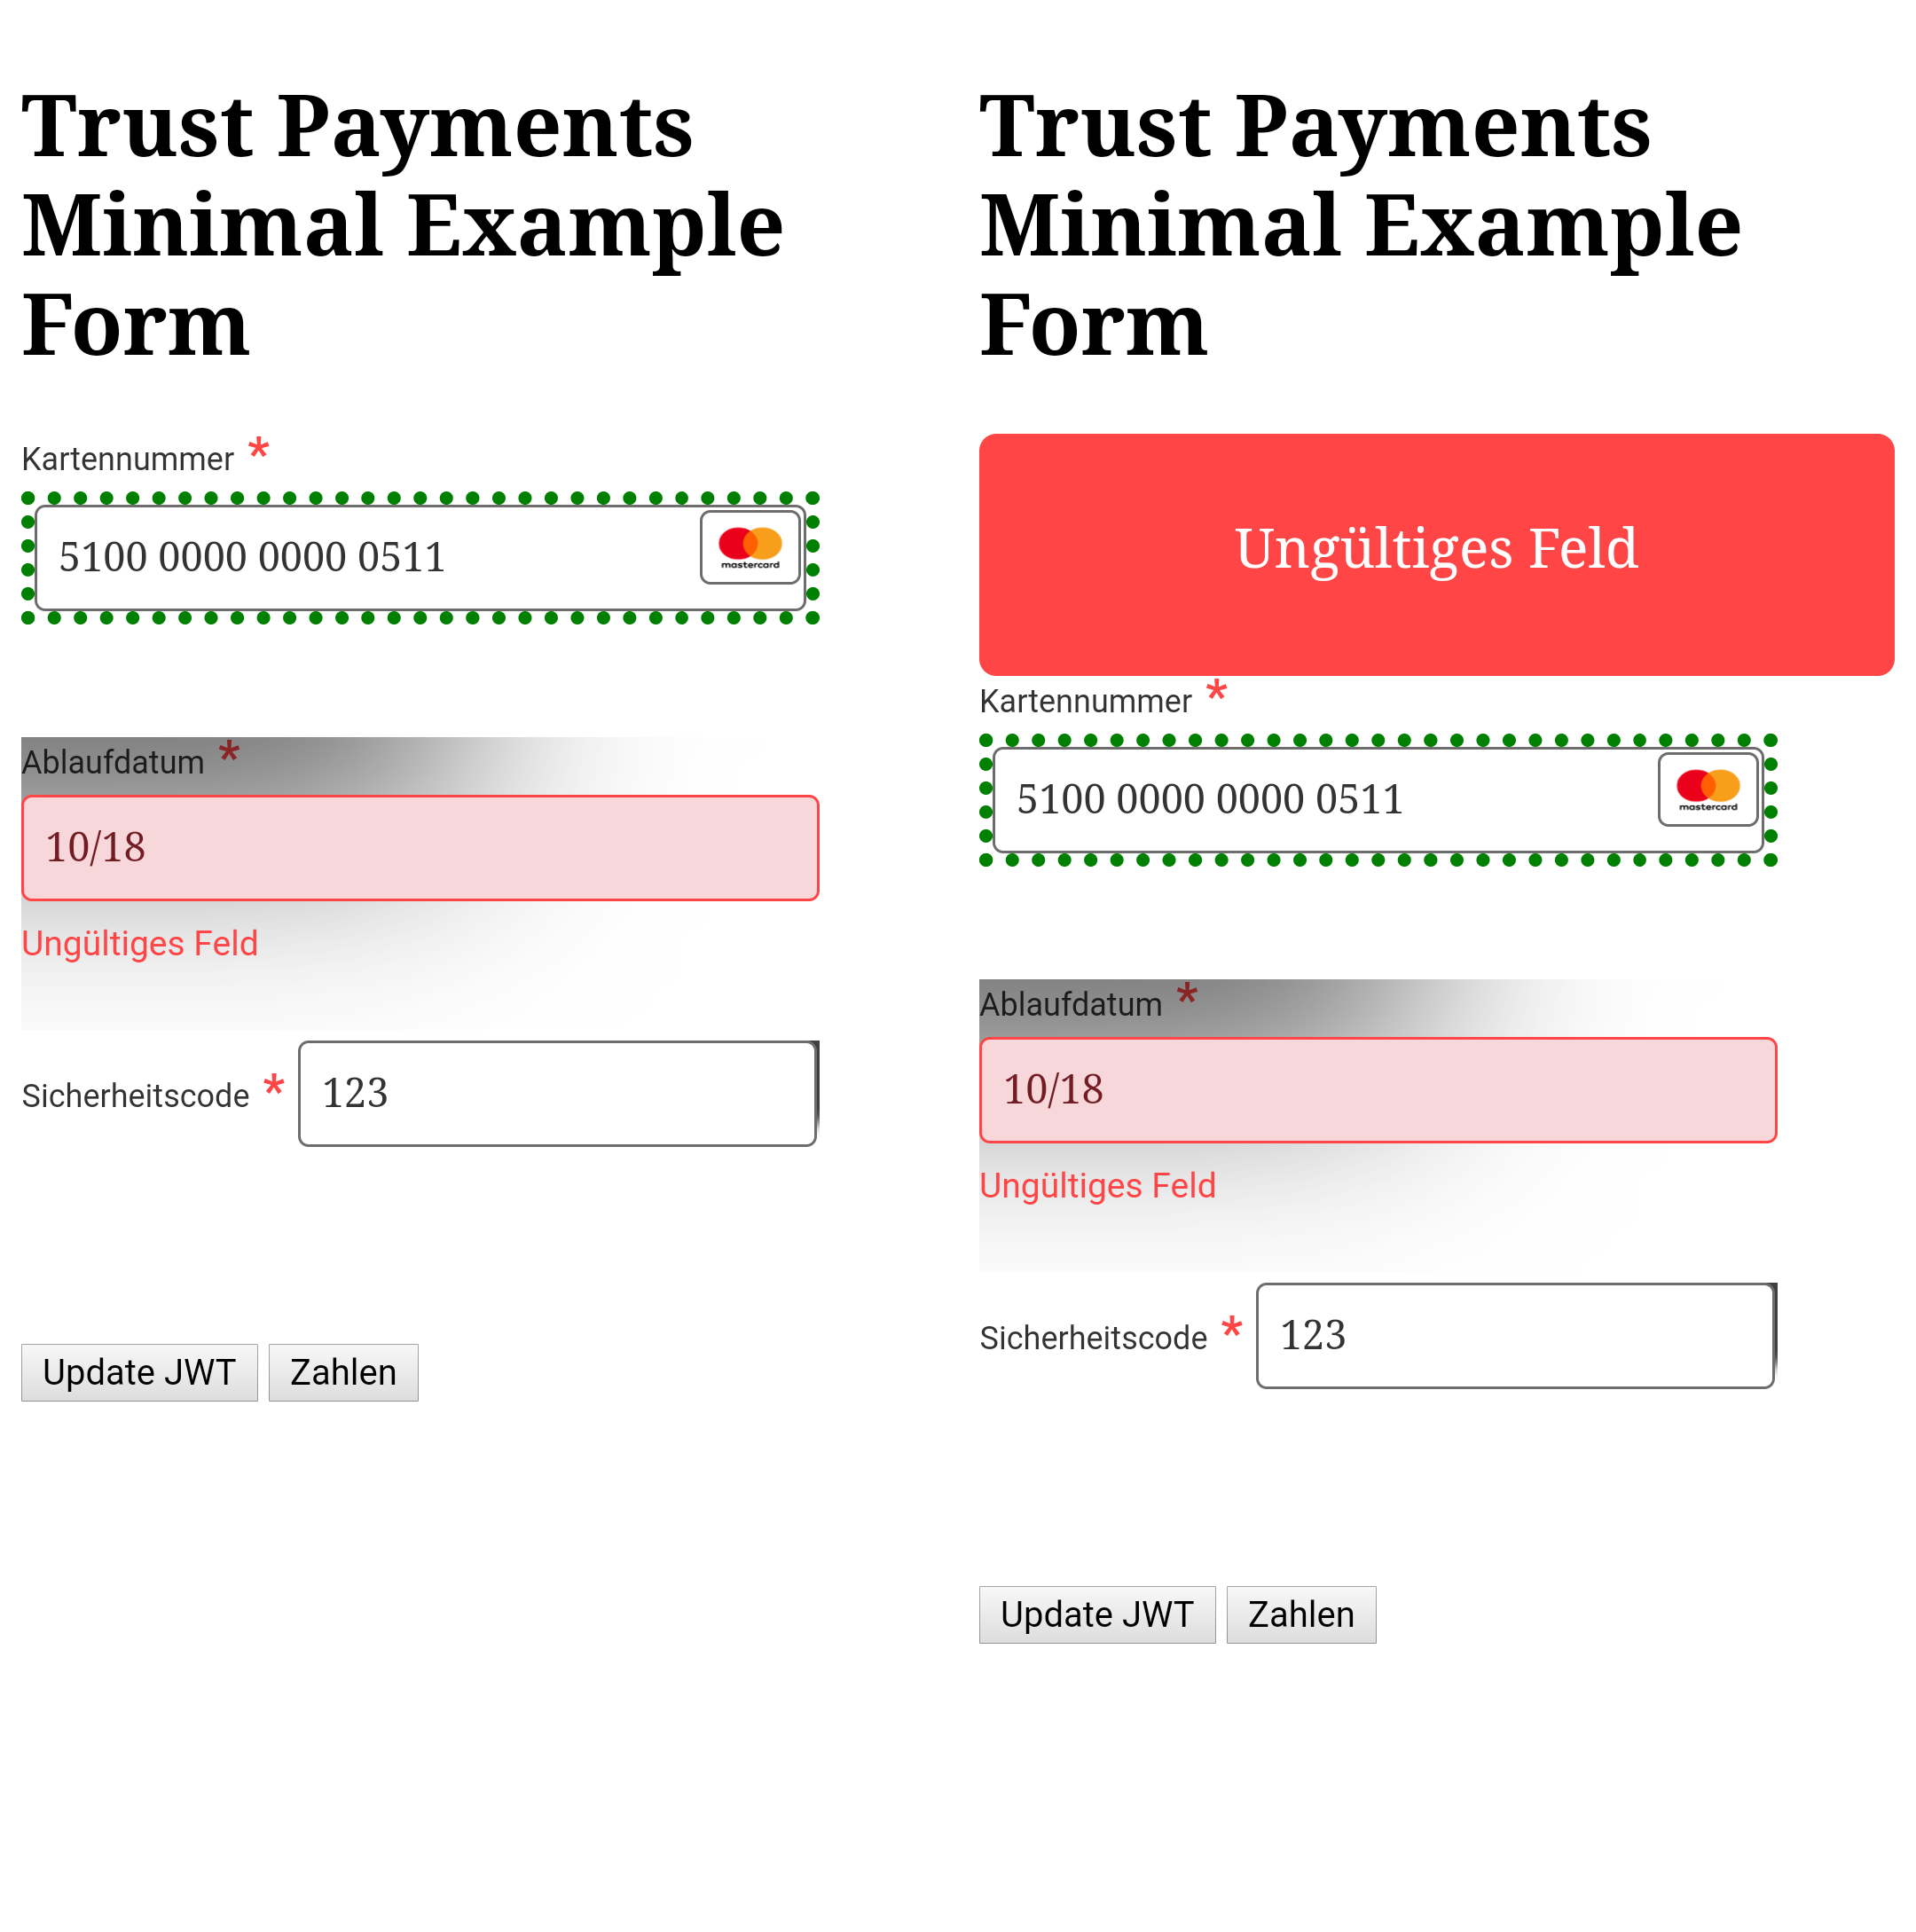 Trust Payments
Minimal Example
Form
Kartennummer *
5100 0000 0000 0511
mastercard
Ablaufdatum *
10/18
Ungültiges Feld
Sicherheitscode *
123
Update JWT
Zahlen
Trust Payments
Minimal Example
Form
Ungültiges Feld
Kartennummer *
5100 0000 0000 0511
mastercard
Ablaufdatum *
10/18
Ungültiges Feld
Sicherheitscode *
123
Update JWT
Zahlen